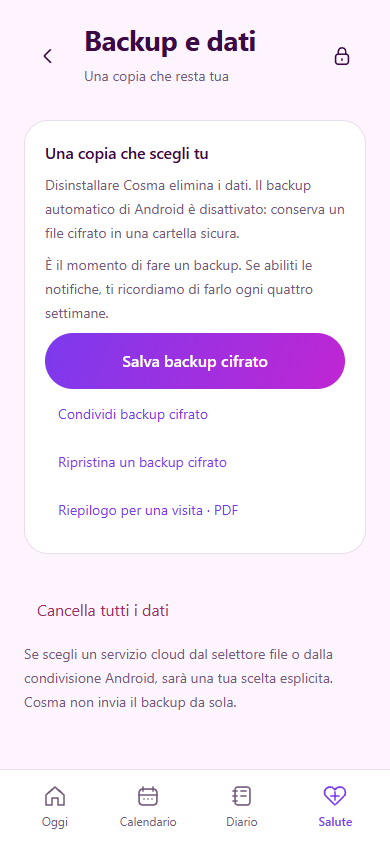 Backup e dati
Una copia che resta tua
Una copia che scegli tu
Disinstallare Cosma elimina i dati. Il backup
automatico di Android è disattivato: conserva un
file cifrato in una cartella sicura.
È il momento di fare un backup. Se abiliti le
notifiche, ti ricordiamo di farlo ogni quattro
settimane.
Salva backup cifrato
Condividi backup cifrato
Ripristina un backup cifrato
Riepilogo per una visita · PDF
Cancella tutti i dati
Se scegli un servizio cloud dal selettore file o dalla
condivisione Android, sarà una tua scelta esplicita.
Cosma non invia il backup da sola.
Oggi
Calendario
Diario
Salute